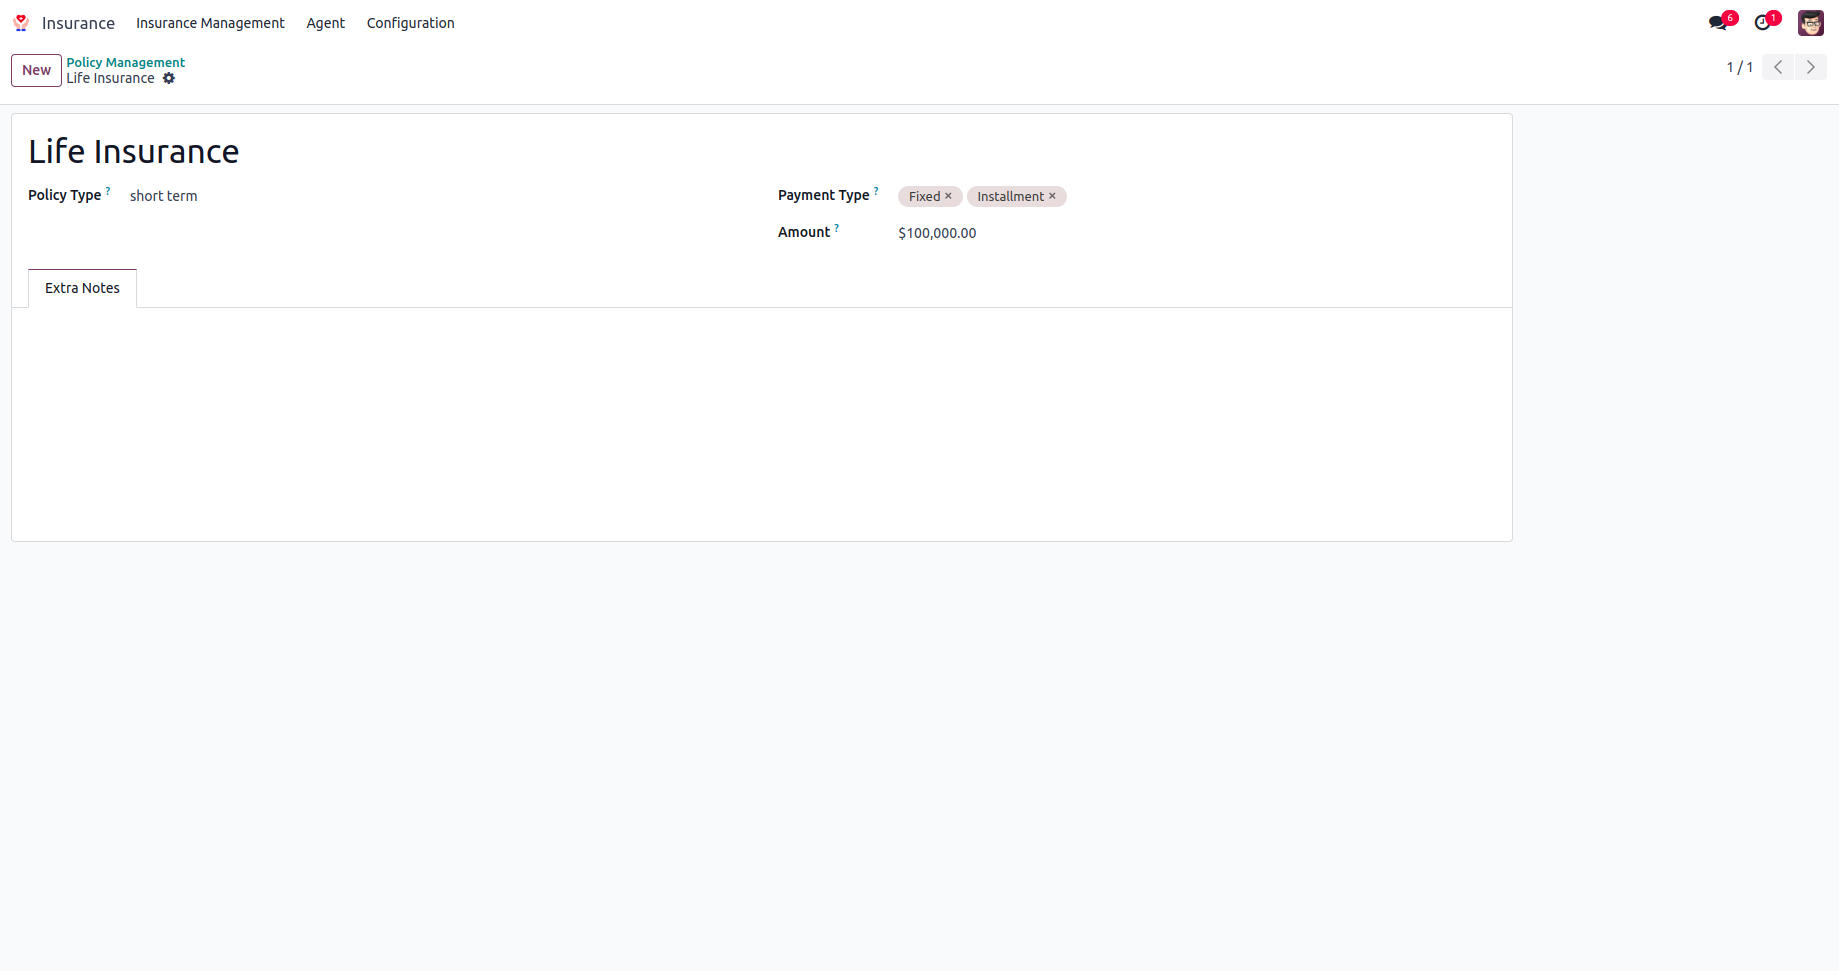 Insurance Insurance Management Agent Configuration 6 1
New Policy Management
Life Insurance
1 / 1
Life Insurance
Policy Type ? short term
Payment Type ? Fixed × Installment ×
Amount ? $100,000.00
Extra Notes